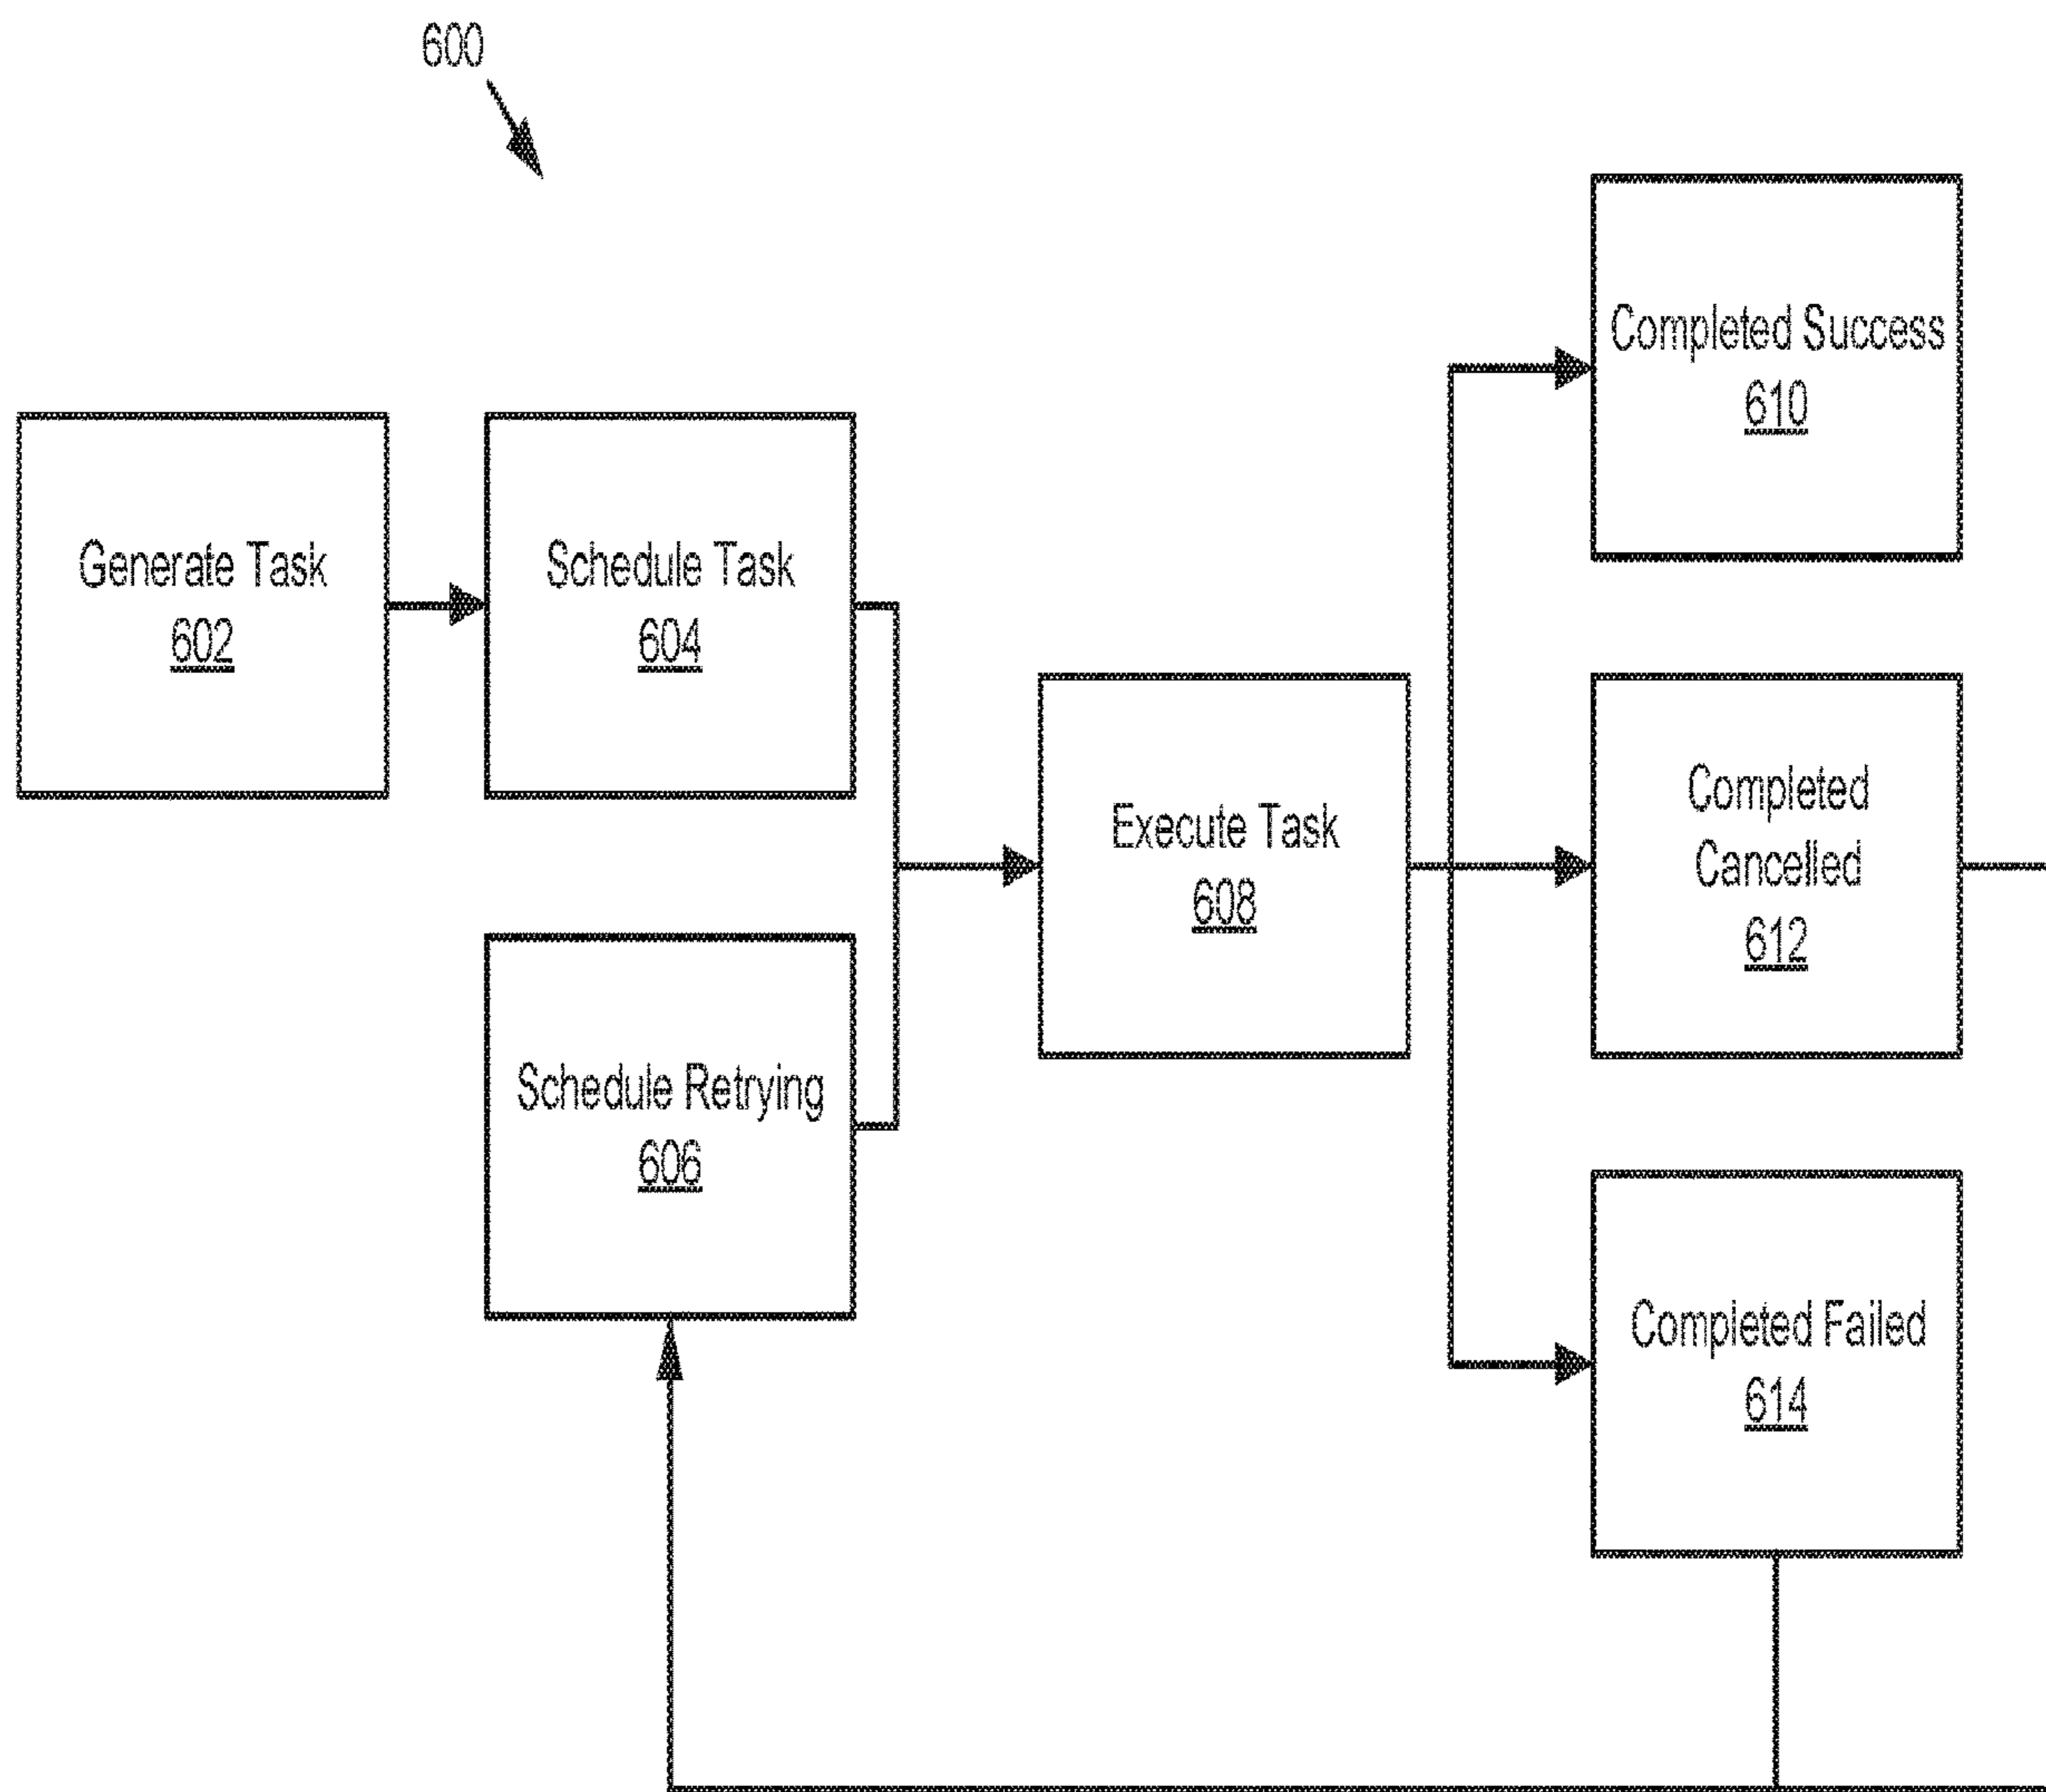 600
Generate Task
602
Schedule Task
604
Schedule Retrying
606
Execute Task
608
Completed Success
610
Completed
Cancelled
612
Completed Failed
614